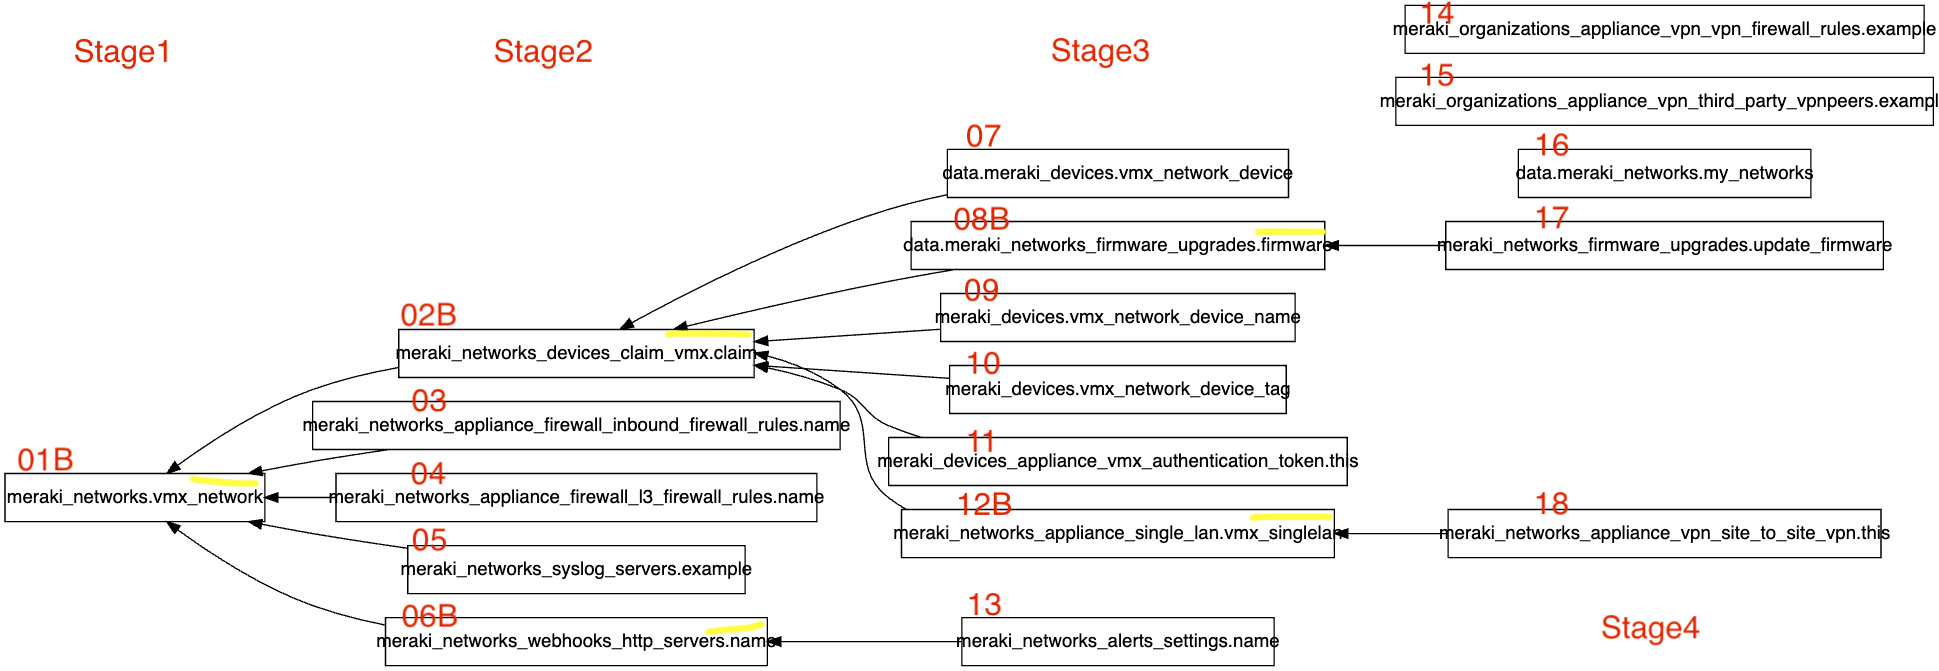 Stage1
Stage2
Stage3
14
meraki_organizations_appliance_vpn_vpn_firewall_rules.example
15
meraki_organizations_appliance_vpn_third_party_vpnpeers.exampl
07
data.meraki_devices.vmx_network_device
16
data.meraki_networks.my_networks
08B
data.meraki_networks_firmware_upgrades.firmware
17
meraki_networks_firmware_upgrades.update_firmware
09
meraki_devices.vmx_network_device_name
02B
meraki_networks_devices_claim_vmx.claim
10
meraki_devices.vmx_network_device_tag
03
meraki_networks_appliance_firewall_inbound_firewall_rules.name
11
meraki_devices_appliance_vmx_authentication_token.this
01B
meraki_networks.vmx_network
04
meraki_networks_appliance_firewall_l3_firewall_rules.name
12B
meraki_networks_appliance_single_lan.vmx_singlela
18
meraki_networks_appliance_vpn_site_to_site_vpn.this
05
meraki_networks_syslog_servers.example
06B
meraki_networks_webhooks_http_servers.name
13
meraki_networks_alerts_settings.name
Stage4